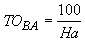 TO_BA = 100/Ha